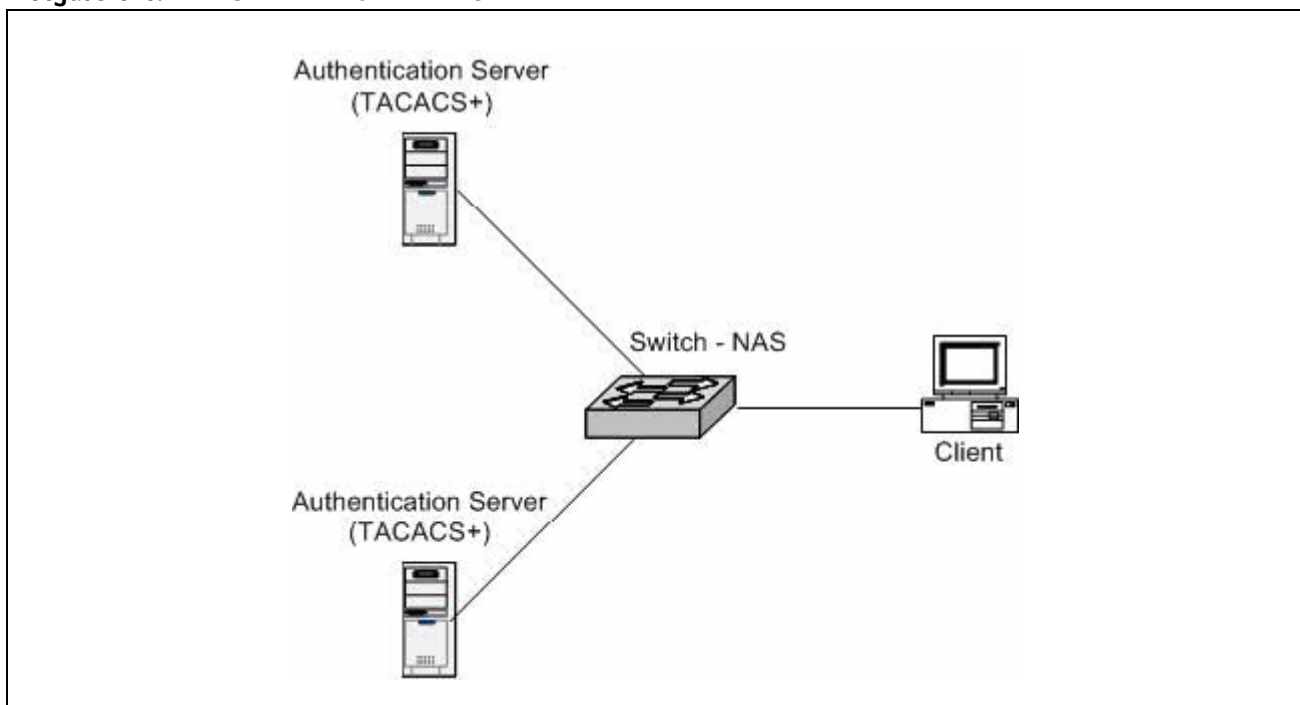 Authentication Server
(TACACS+)
Switch - NAS
Client
Authentication Server
(TACACS+)